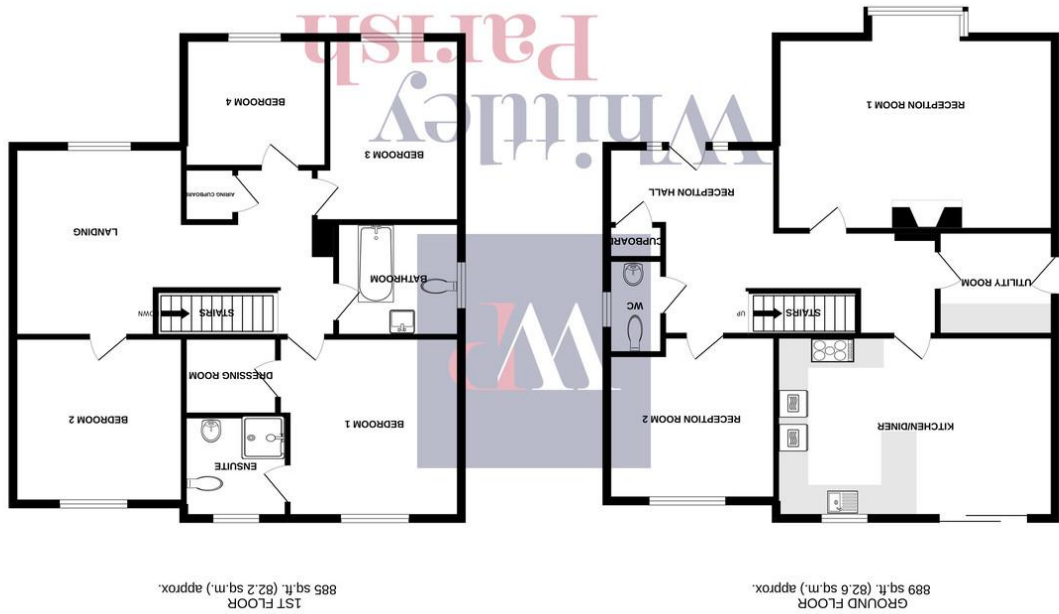 GROUND FLOOR
889 sq.ft. (82.6 sq.m.) approx.
1ST FLOOR
885 sq.ft. (82.2 sq.m.) approx.
KITCHEN/DINER
RECEPTION ROOM 2
UTILITY ROOM
STAIRS
UP
WC
CUPBOARD
RECEPTION HALL
RECEPTION ROOM 1
BEDROOM 1
ENSUITE
BEDROOM 2
DRESSING ROOM
STAIRS
DOWN
BATHROOM
LANDING
AIRING CUPBOARD
BEDROOM 3
BEDROOM 4
WP
Whitley
Parish